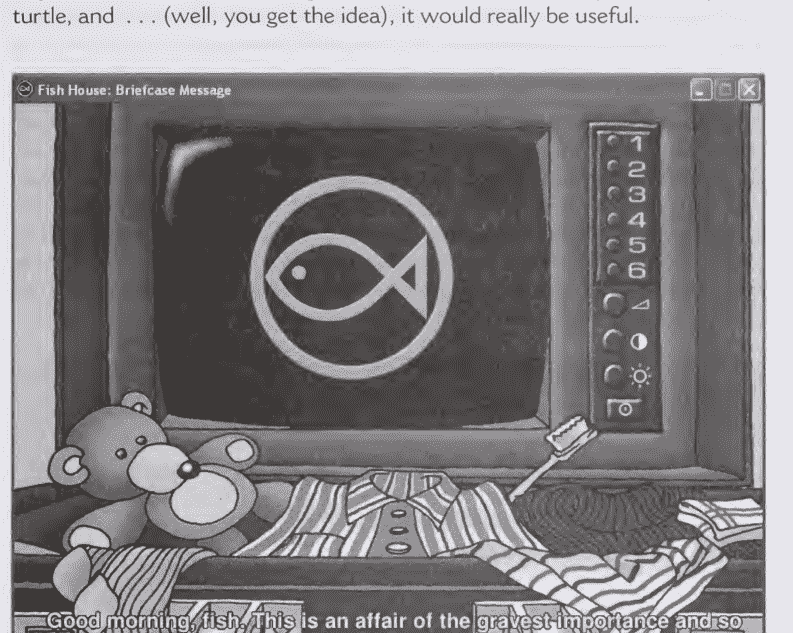 turtle, and . . . (well, you get the idea), it would really be useful.
Fish House: Briefcase Message
1
2
3
4
5
6
Good morning, fish. This is an affair of the gravest importance and so